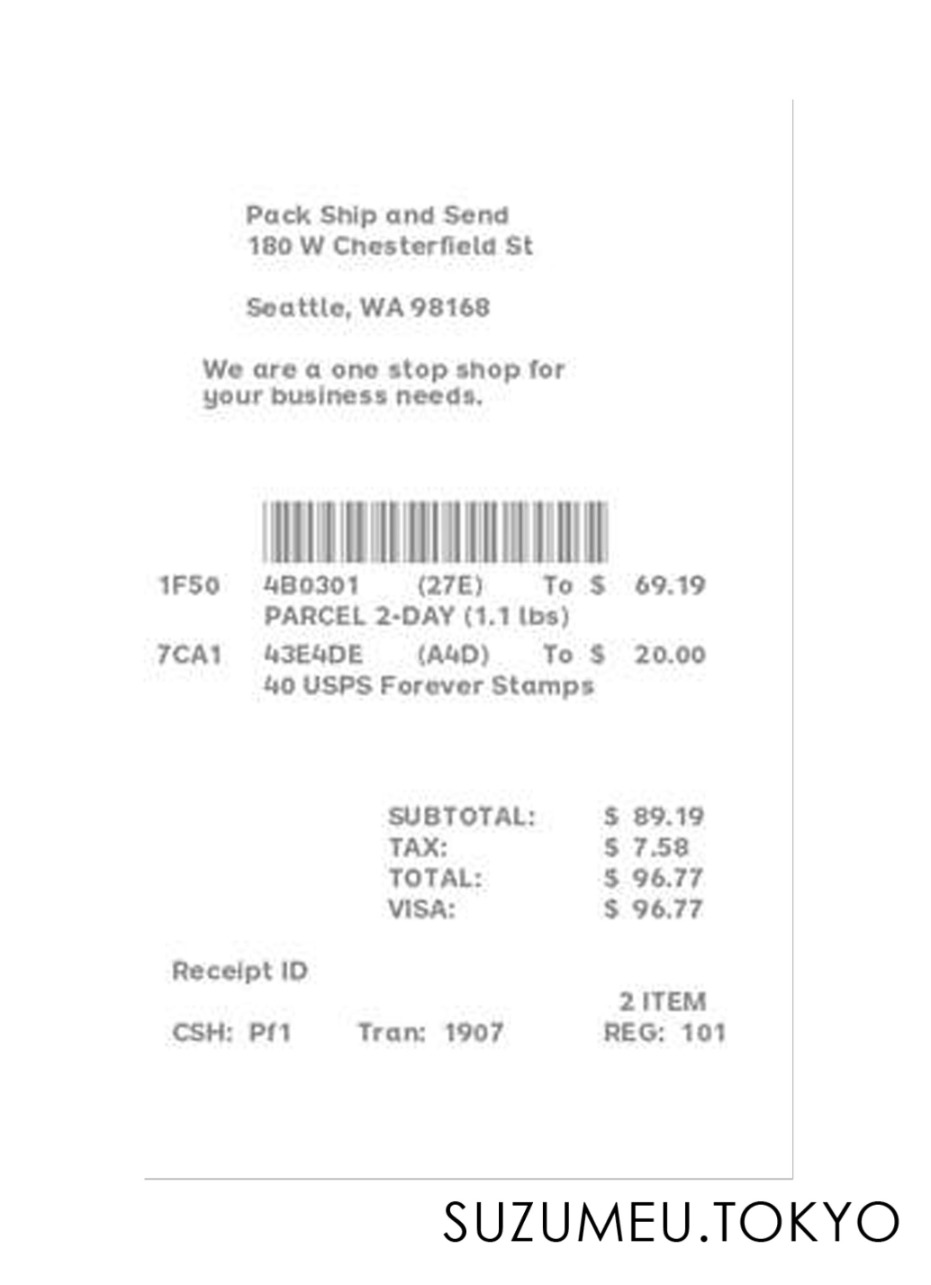 Pack Ship and Send
180 W Chesterfield St
Seattle, WA 98168
We are a one stop shop for
your business needs.
1F50 4B0301 (27E) To $ 69.19
PARCEL 2-DAY (1.1 lbs)
7CA1 43E4DE (A4D) To $ 20.00
40 USPS Forever Stamps
SUBTOTAL: $ 89.19
TAX: $ 7.58
TOTAL: $ 96.77
VISA: $ 96.77
Receipt ID
2 ITEM
CSH: Pf1 Tran: 1907 REG: 101
SUZUMEU.TOKYO